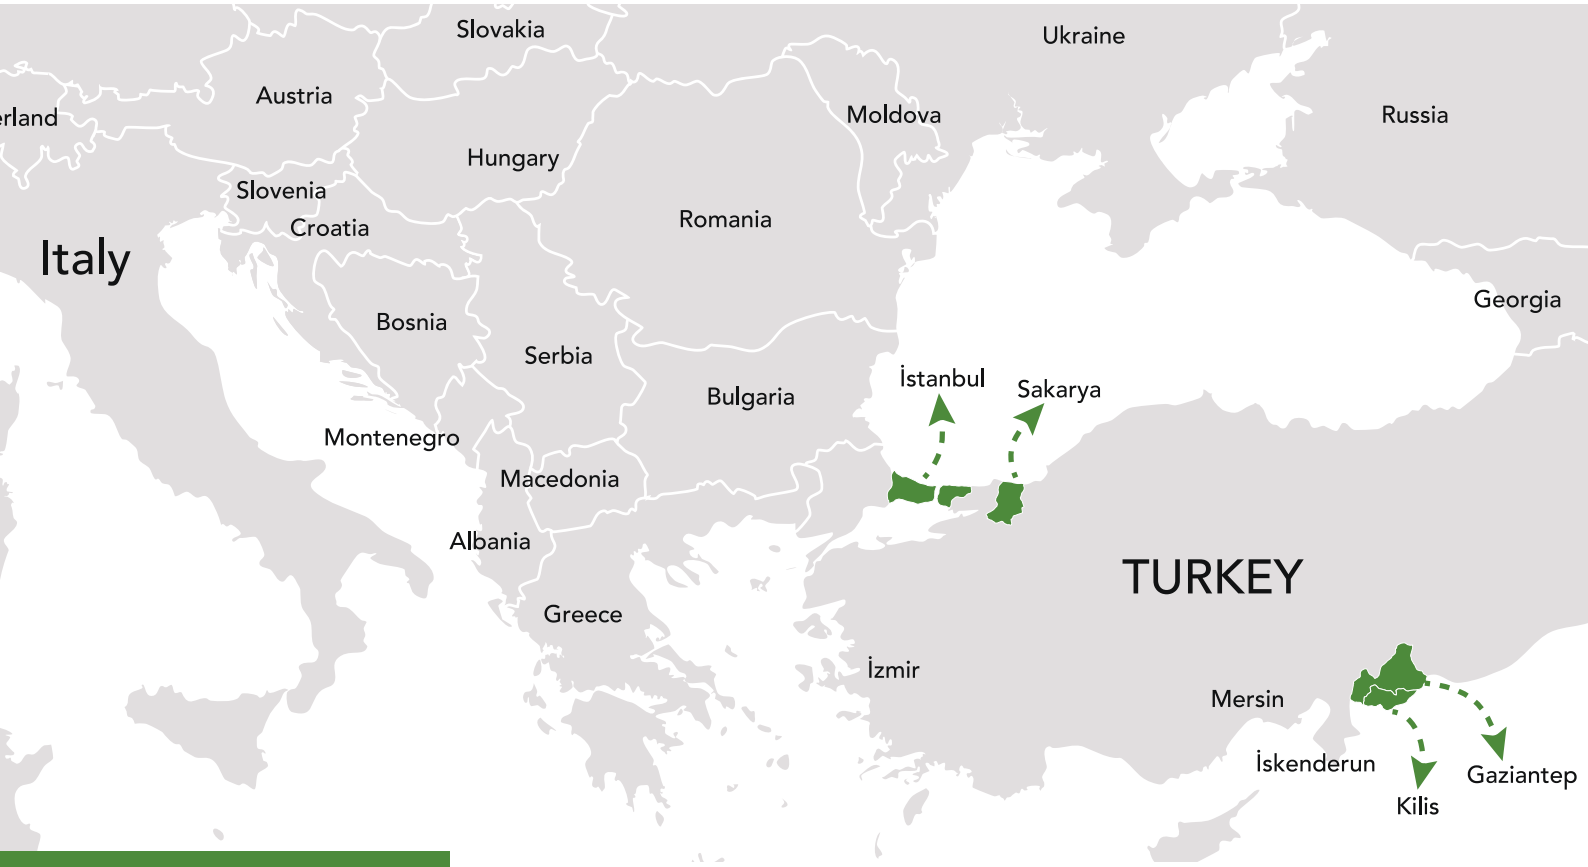 Slovakia
Ukraine
Austria
erland
Moldova
Russia
Hungary
Slovenia
Croatia
Romania
Italy
Georgia
Bosnia
Serbia
İstanbul
Sakarya
Bulgaria
Montenegro
Macedonia
Albania
TURKEY
Greece
İzmir
Mersin
İskenderun
Gaziantep
Kilis